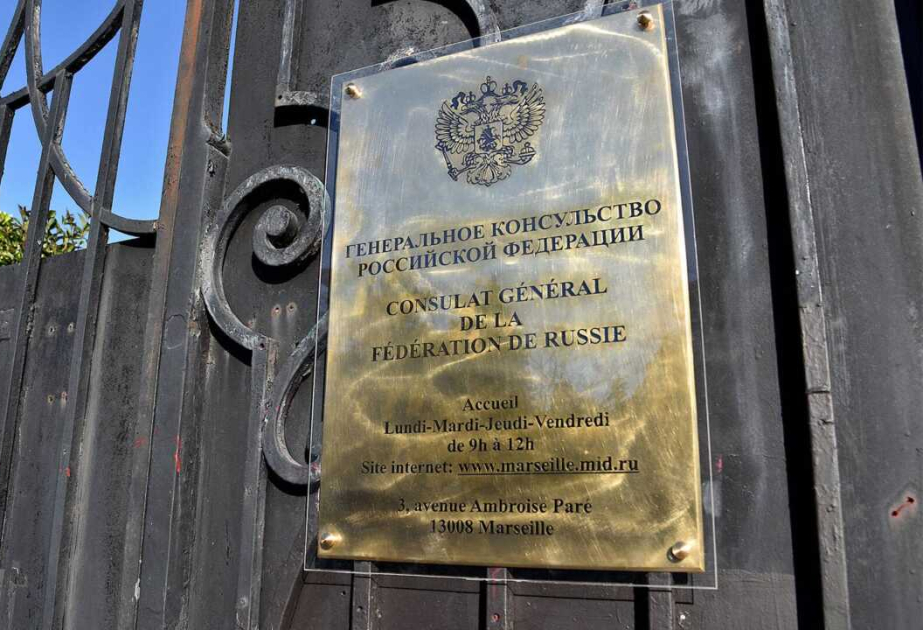 ГЕНЕРАЛЬНОЕ КОНСУЛЬСТВО
РОССИЙСКОЙ ФЕДЕРАЦИИ
CONSULAT GÉNÉRAL
DE LA
FÉDÉRATION DE RUSSIE
Accueil
Lundi-Mardi-Jeudi-Vendredi
de 9h à 12h
Site internet: www.marseille.mid.ru
3, avenue Ambroise Paré
13008 Marseille